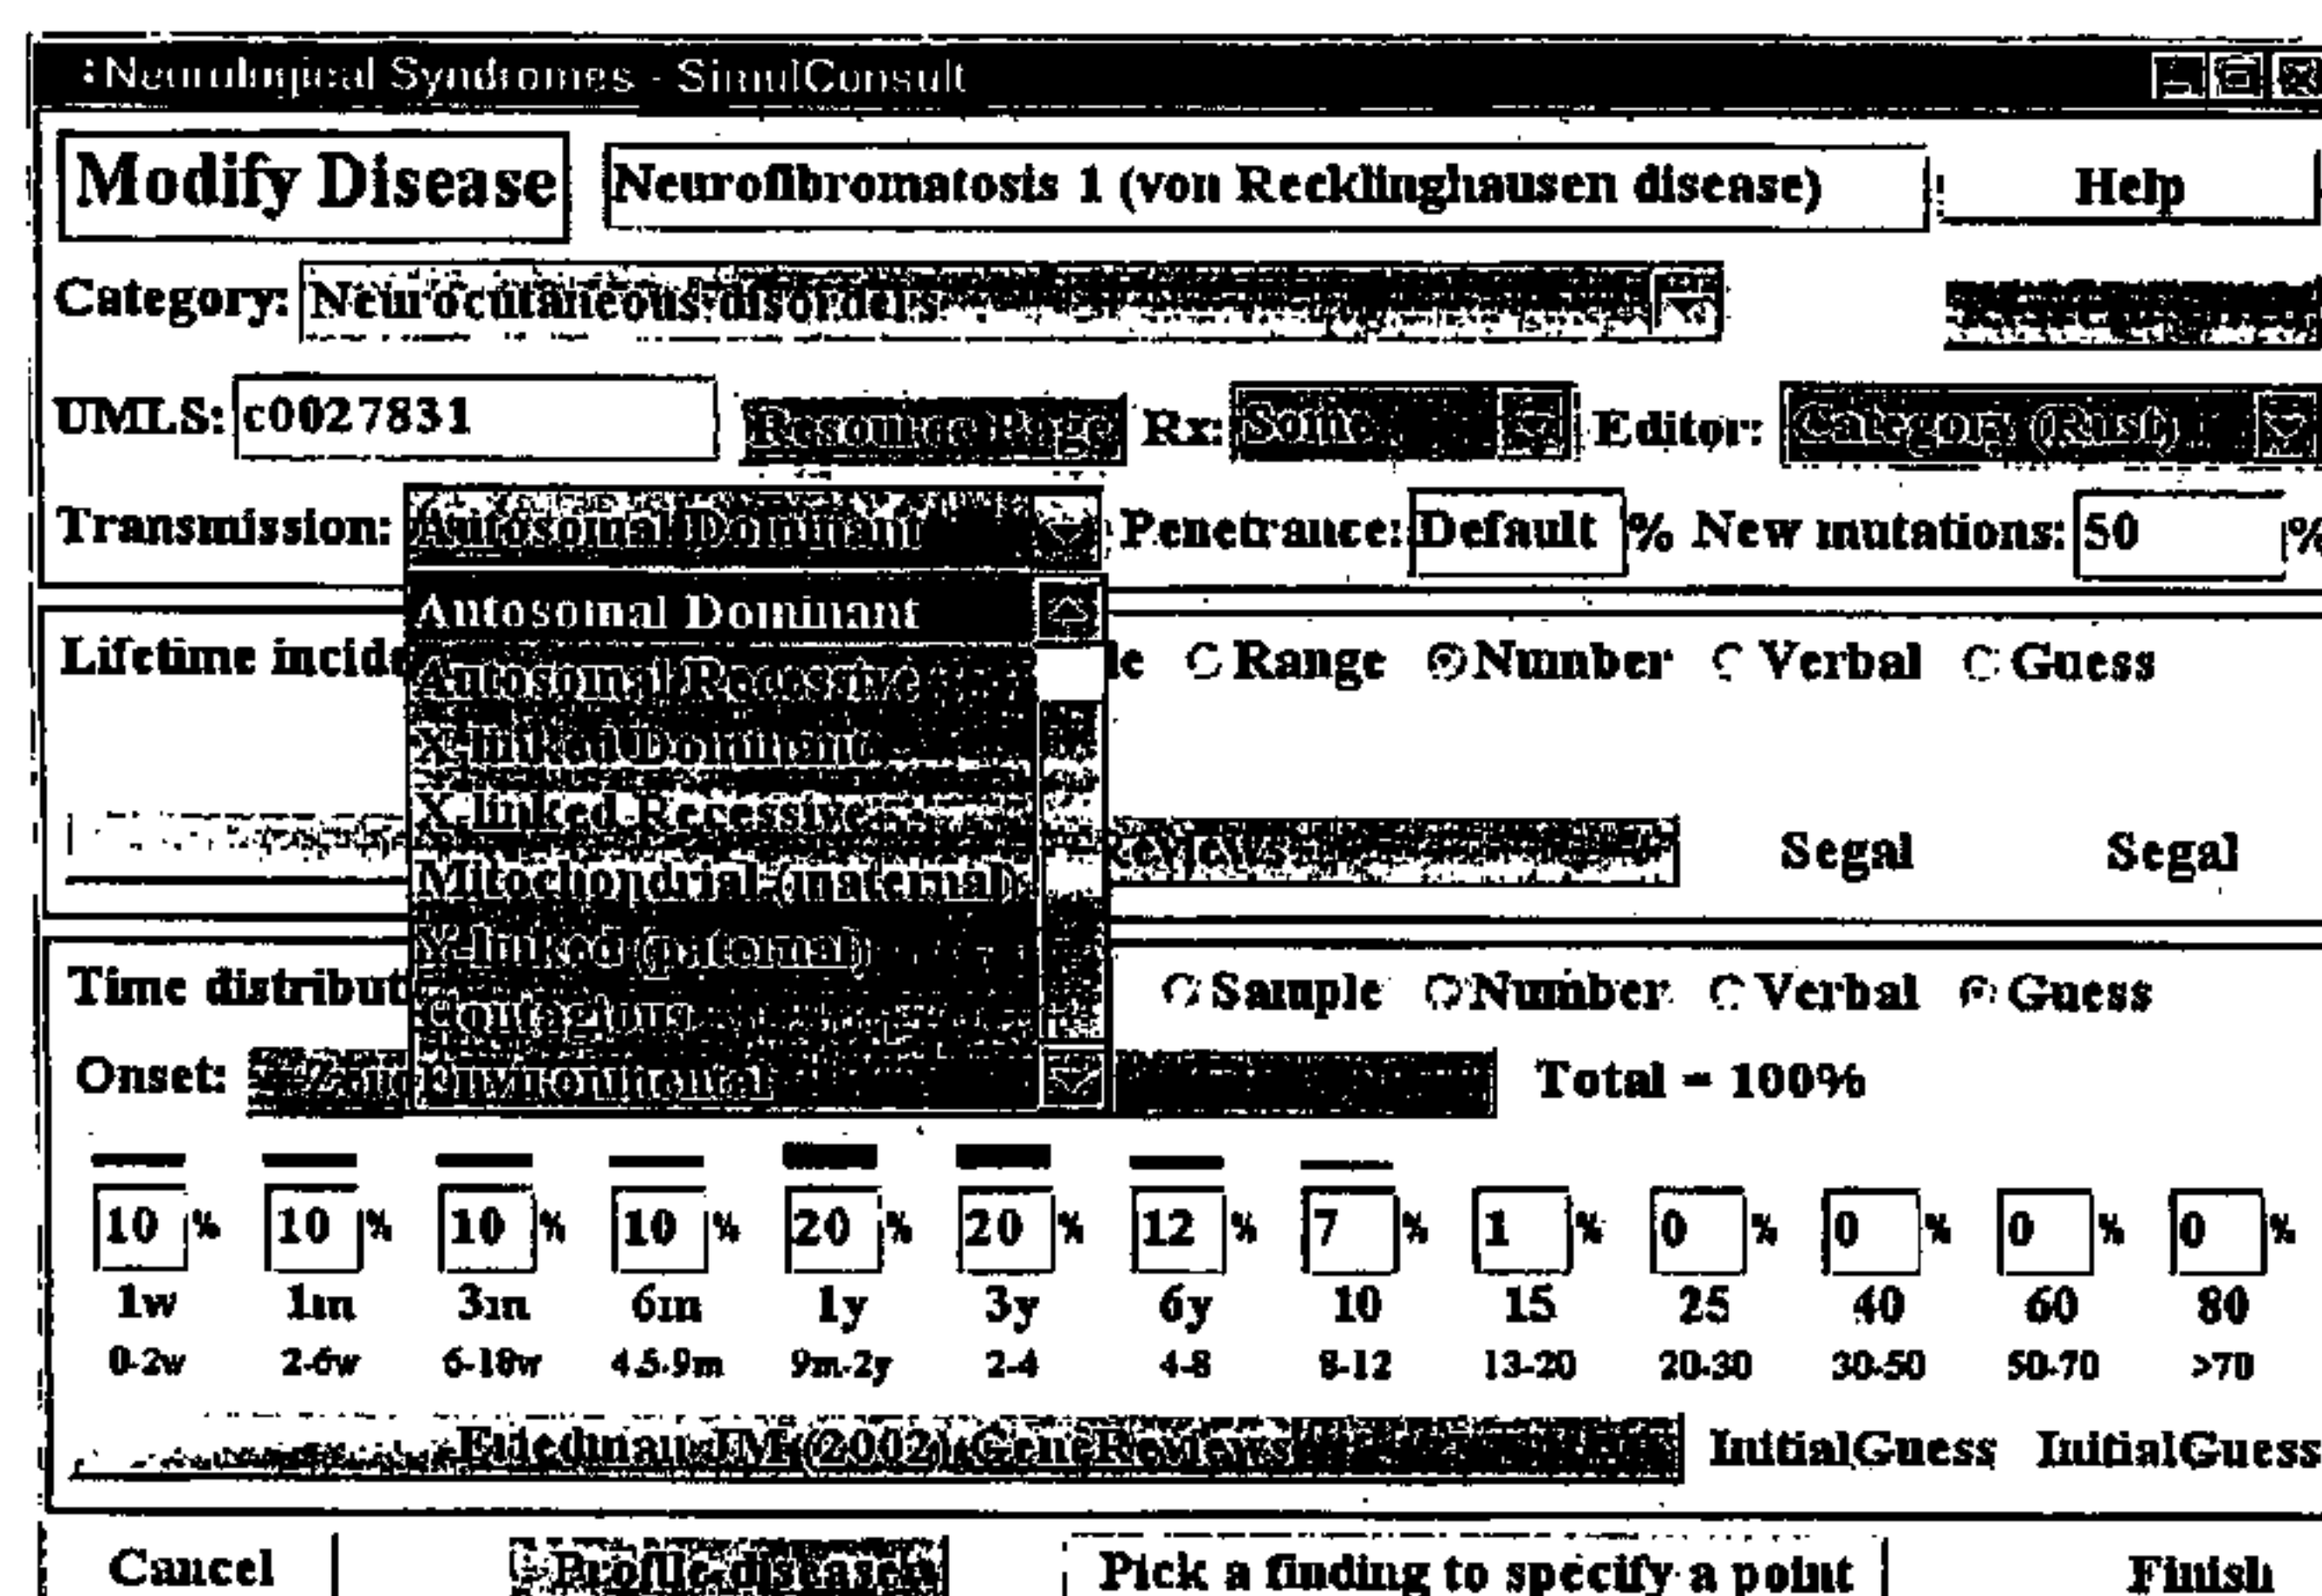 Neurological Syndromes - SimulConsult
Modify Disease Neurofibromatosis 1 (von Recklinghausen disease) Help
Category: Neurocutaneous disorders
UMLS: c0027831 Resource Page Rx: Some Editor: Category (Rust)
Transmission: Autosomal Dominant Penetrance: Default % New mutations: 50 %
Autosomal Dominant
Lifetime incide le Range Number Verbal Guess
Autosomal Recessive
X-linked Dominant
X-linked Recessive
Reviews Segal Segal
Mitochondrial (maternal)
Y-linked (paternal)
Time distribut Sample Number Verbal Guess
Contagious
Onset: Environmental Total = 100%
10 % 10 % 10 % 10 % 20 % 20 % 12 % 7 % 1 % 0 % 0 % 0 % 0 %
1w 1m 3m 6m 1y 3y 6y 10 15 25 40 60 80
0-2w 2-6w 6-18w 4.5-9m 9m-2y 2-4 4-8 8-12 13-20 20-30 30-50 50-70 >70
Friedman JM (2002) GeneReviews InitialGuess InitialGuess
Cancel Profile disease Pick a finding to specify a point Finish